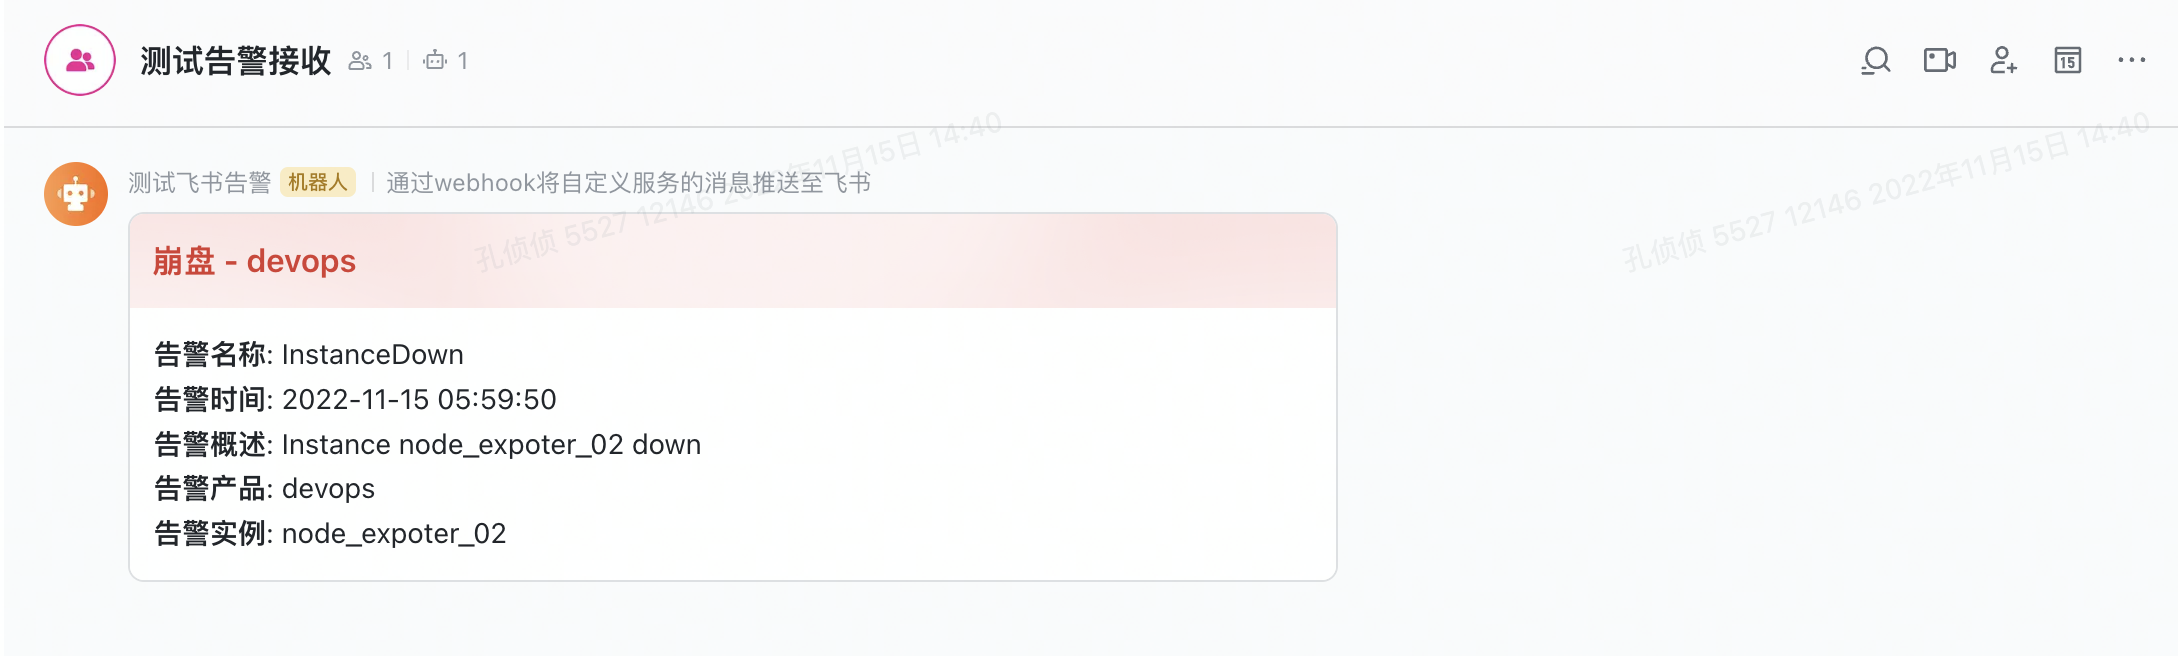 测试告警接收 1 1
15
测试飞书告警 机器人 通过webhook将自定义服务的消息推送至飞书
孔侦侦 5527 12146 2022年11月15日 14:40
孔侦侦 5527 12146 2022年11月15日 14:40
崩盘 - devops
告警名称: InstanceDown
告警时间: 2022-11-15 05:59:50
告警概述: Instance node_expoter_02 down
告警产品: devops
告警实例: node_expoter_02